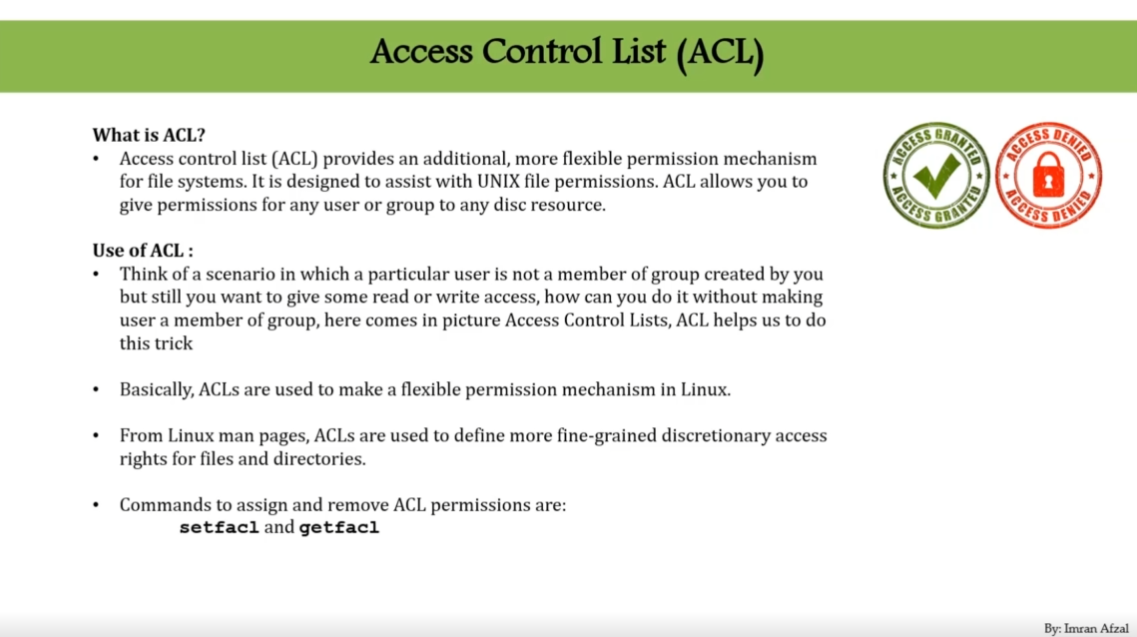 Access Control List (ACL)
What is ACL?
• Access control list (ACL) provides an additional, more flexible permission mechanism
for file systems. It is designed to assist with UNIX file permissions. ACL allows you to
give permissions for any user or group to any disc resource.
Use of ACL :
• Think of a scenario in which a particular user is not a member of group created by you
but still you want to give some read or write access, how can you do it without making
user a member of group, here comes in picture Access Control Lists, ACL helps us to do
this trick
• Basically, ACLs are used to make a flexible permission mechanism in Linux.
• From Linux man pages, ACLs are used to define more fine-grained discretionary access
rights for files and directories.
• Commands to assign and remove ACL permissions are:
setfacl and getfacl
ACCESS GRANTED
ACCESS GRANTED
ACCESS DENIED
ACCESS DENIED
By: Imran Afzal